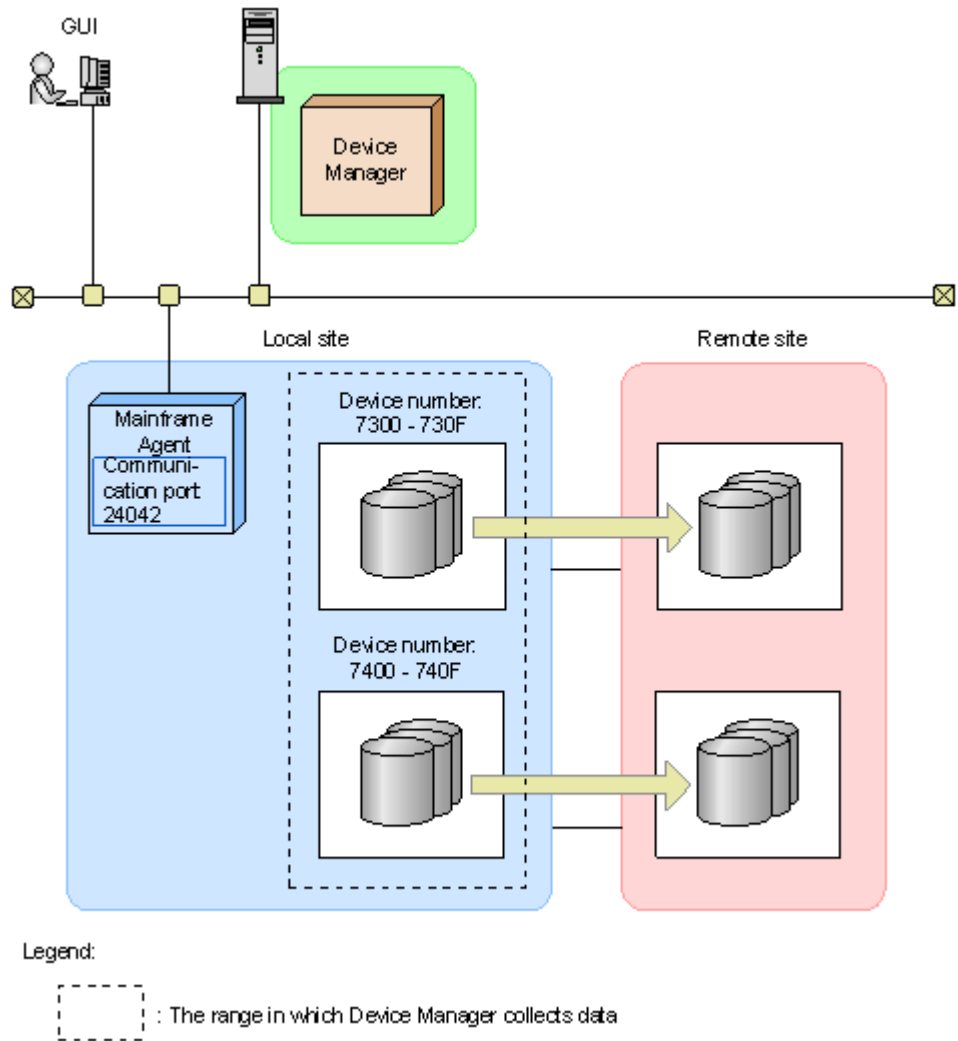 GUI
Device
Manager
Local site
Remote site
Mainframe
Agent
Communi-
cation port
24042
Device number:
7300 - 730F
Device number:
7400 - 740F
Legend:
: The range in which Device Manager collects data